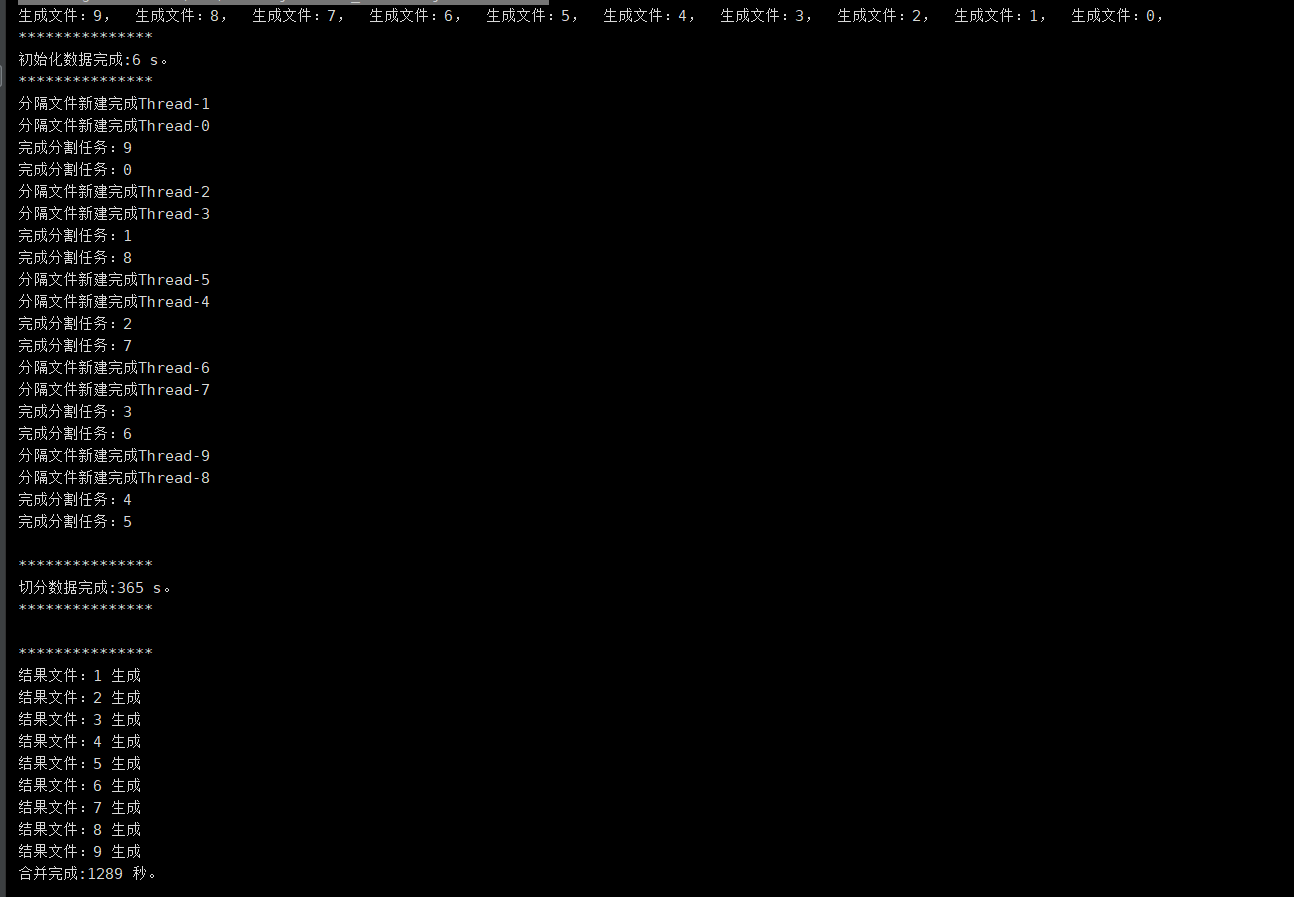 生成文件：9， 生成文件：8， 生成文件：7， 生成文件：6， 生成文件：5， 生成文件：4， 生成文件：3， 生成文件：2， 生成文件：1， 生成文件：0，
***************
初始化数据完成:6 s。
***************
分隔文件新建完成Thread-1
分隔文件新建完成Thread-0
完成分割任务：9
完成分割任务：0
分隔文件新建完成Thread-2
分隔文件新建完成Thread-3
完成分割任务：1
完成分割任务：8
分隔文件新建完成Thread-5
分隔文件新建完成Thread-4
完成分割任务：2
完成分割任务：7
分隔文件新建完成Thread-6
分隔文件新建完成Thread-7
完成分割任务：3
完成分割任务：6
分隔文件新建完成Thread-9
分隔文件新建完成Thread-8
完成分割任务：4
完成分割任务：5
***************
切分数据完成:365 s。
***************
***************
结果文件：1 生成
结果文件：2 生成
结果文件：3 生成
结果文件：4 生成
结果文件：5 生成
结果文件：6 生成
结果文件：7 生成
结果文件：8 生成
结果文件：9 生成
合并完成:1289 秒。